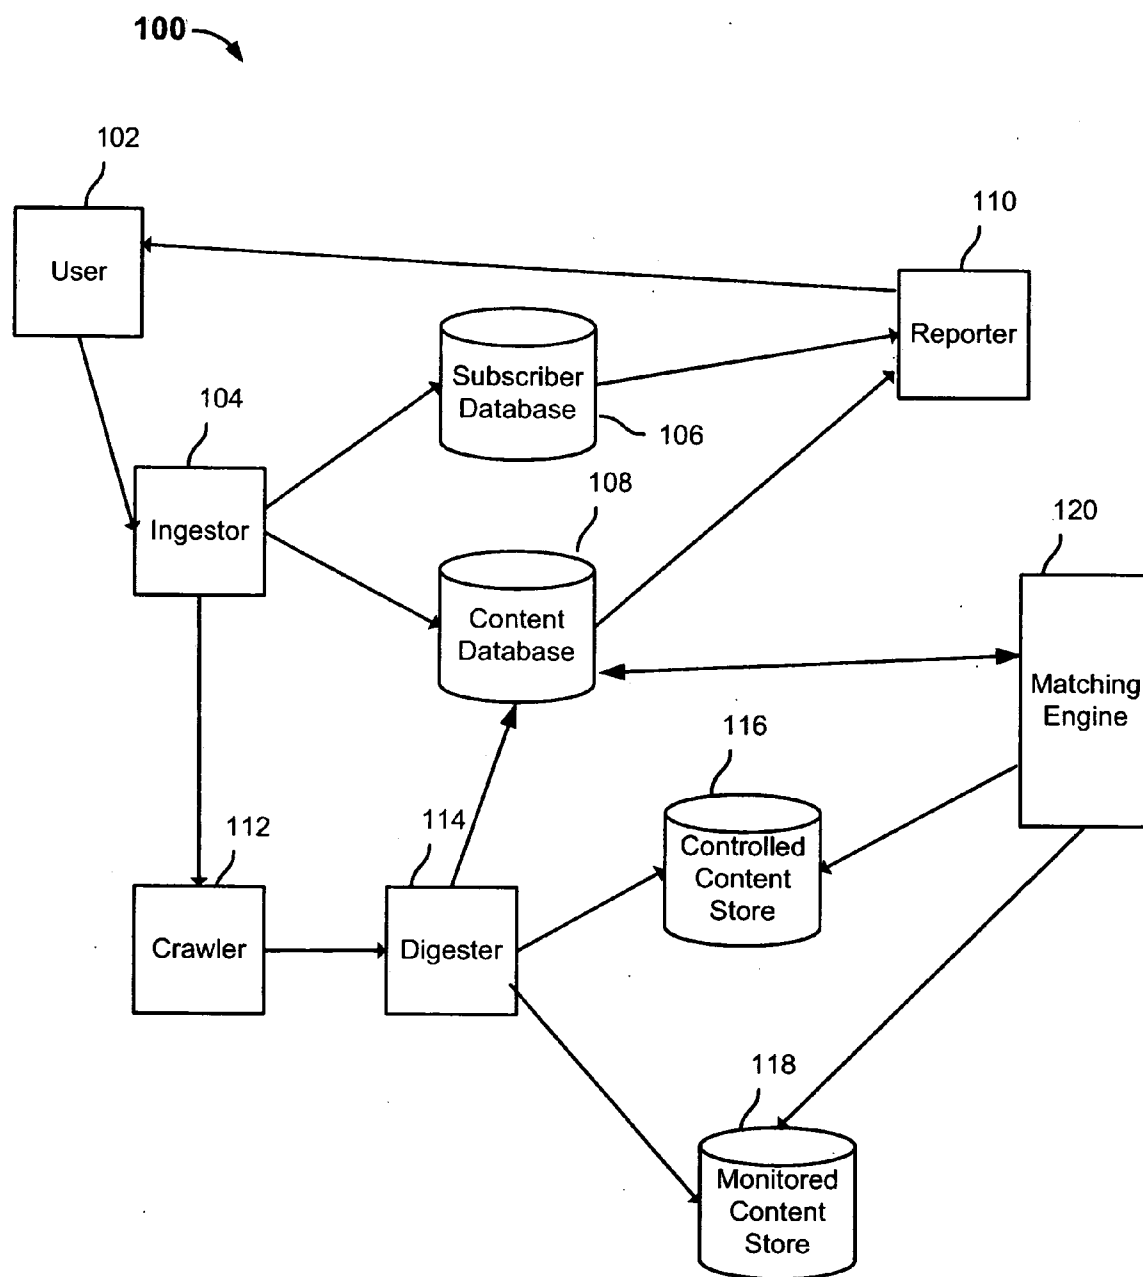 100
102
User
110
Reporter
Subscriber
Database
106
104
Ingestor
108
Content
Database
120
Matching
Engine
116
Controlled
Content
Store
112
Crawler
114
Digester
118
Monitored
Content
Store